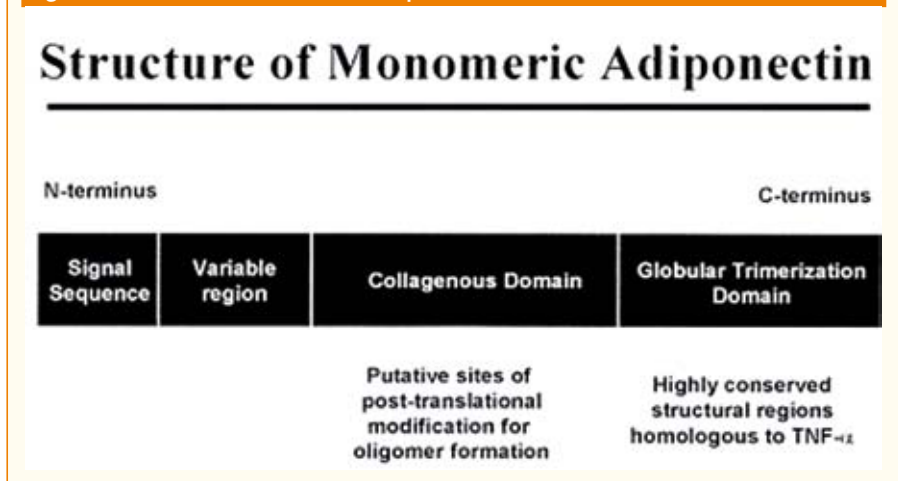 Structure of Monomeric Adiponectin
N-terminus
C-terminus
Signal
Sequence
Variable
region
Collagenous Domain
Globular Trimerization
Domain
Putative sites of
post-translational
modification for
oligomer formation
Highly conserved
structural regions
homologous to